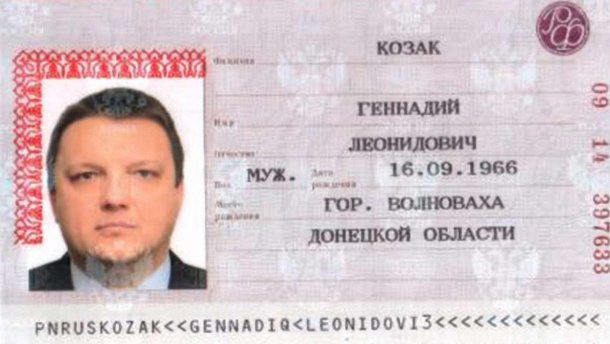 КОЗАК
Фамилия
ГЕННАДИЙ
Имя
ЛЕОНИДОВИЧ
Отчество
Пол МУЖ. Дата рождения 16.09.1966
Место рождения ГОР. ВОЛНОВАХА
ДОНЕЦКОЙ ОБЛАСТИ
09 14 397633
PNRUSKOZAK<<GENNADIQ<LEONIDOVI3<<<<<<<<<<<<<